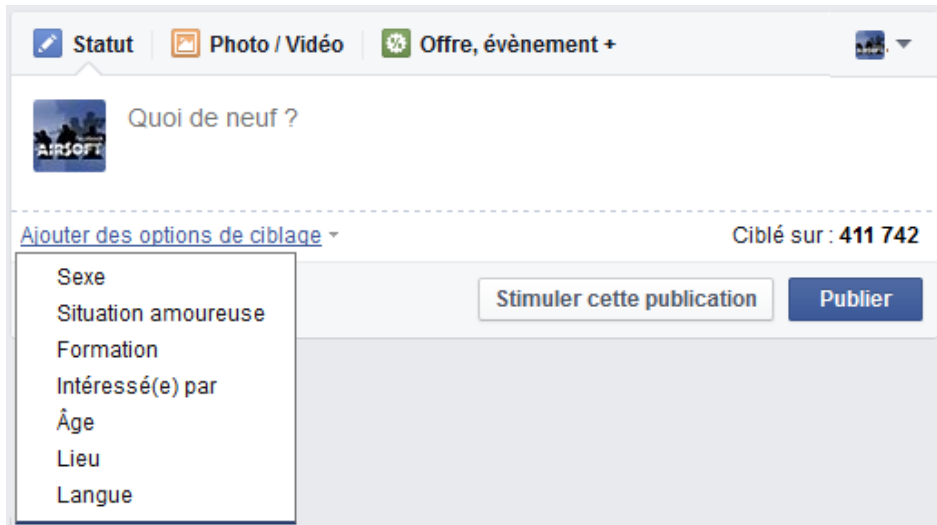 Statut Photo / Vidéo Offre, évènement +
Quoi de neuf ?
AIRSOFT
Ajouter des options de ciblage Ciblé sur : 411 742
Sexe
Situation amoureuse
Stimuler cette publication Publier
Formation
Intéressé(e) par
Âge
Lieu
Langue